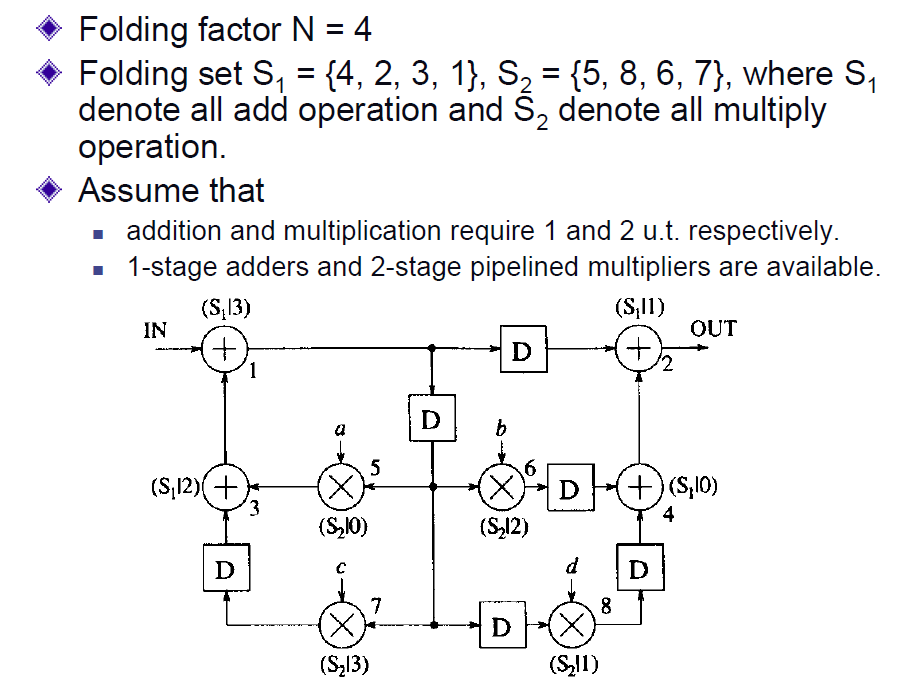 Folding factor N = 4
Folding set S₁ = {4, 2, 3, 1}, S₂ = {5, 8, 6, 7}, where S₁
denote all add operation and S₂ denote all multiply
operation.
Assume that
addition and multiplication require 1 and 2 u.t. respectively.
1-stage adders and 2-stage pipelined multipliers are available.
(S₁|3) (S₁|1)
IN OUT
D
1 2
D
a b
5 6
(S₁|2) D (S₁|0)
3 4
(S₂|0) (S₂|2)
D c d D
7 8
D
(S₂|3) (S₂|1)